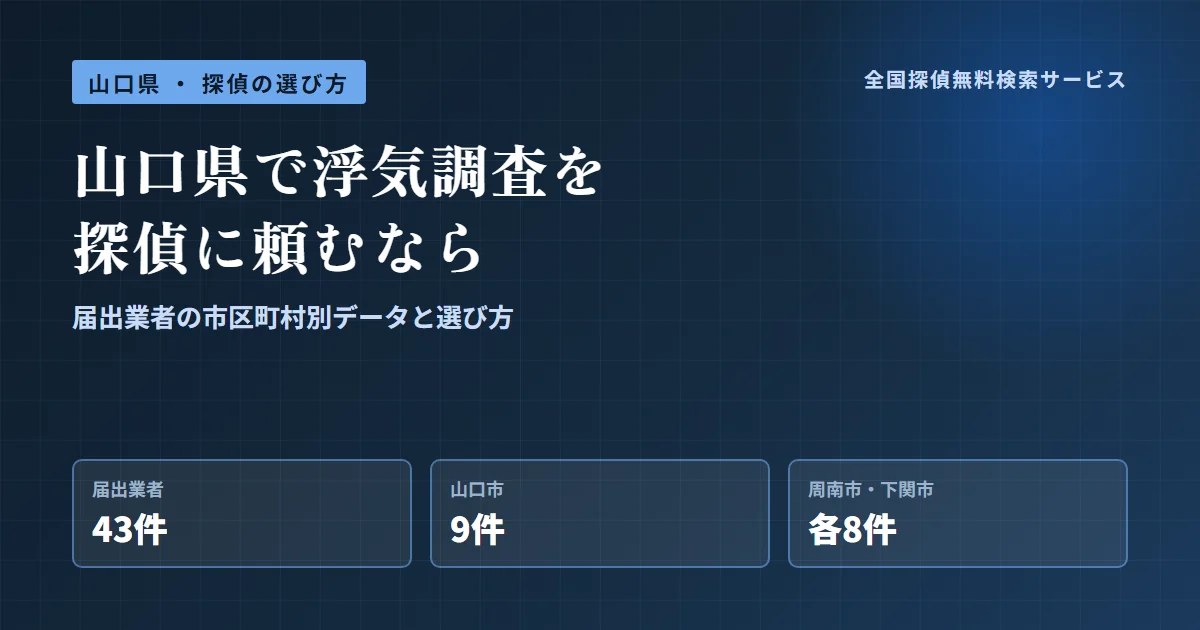 山口県 ・ 探偵の選び方
全国探偵無料検索サービス
山口県で浮気調査を
探偵に頼むなら
届出業者の市区町村別データと選び方
届出業者
43件
山口市
9件
周南市・下関市
各8件